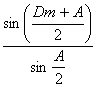 sin ( Dm + A / 2 )
sin A / 2